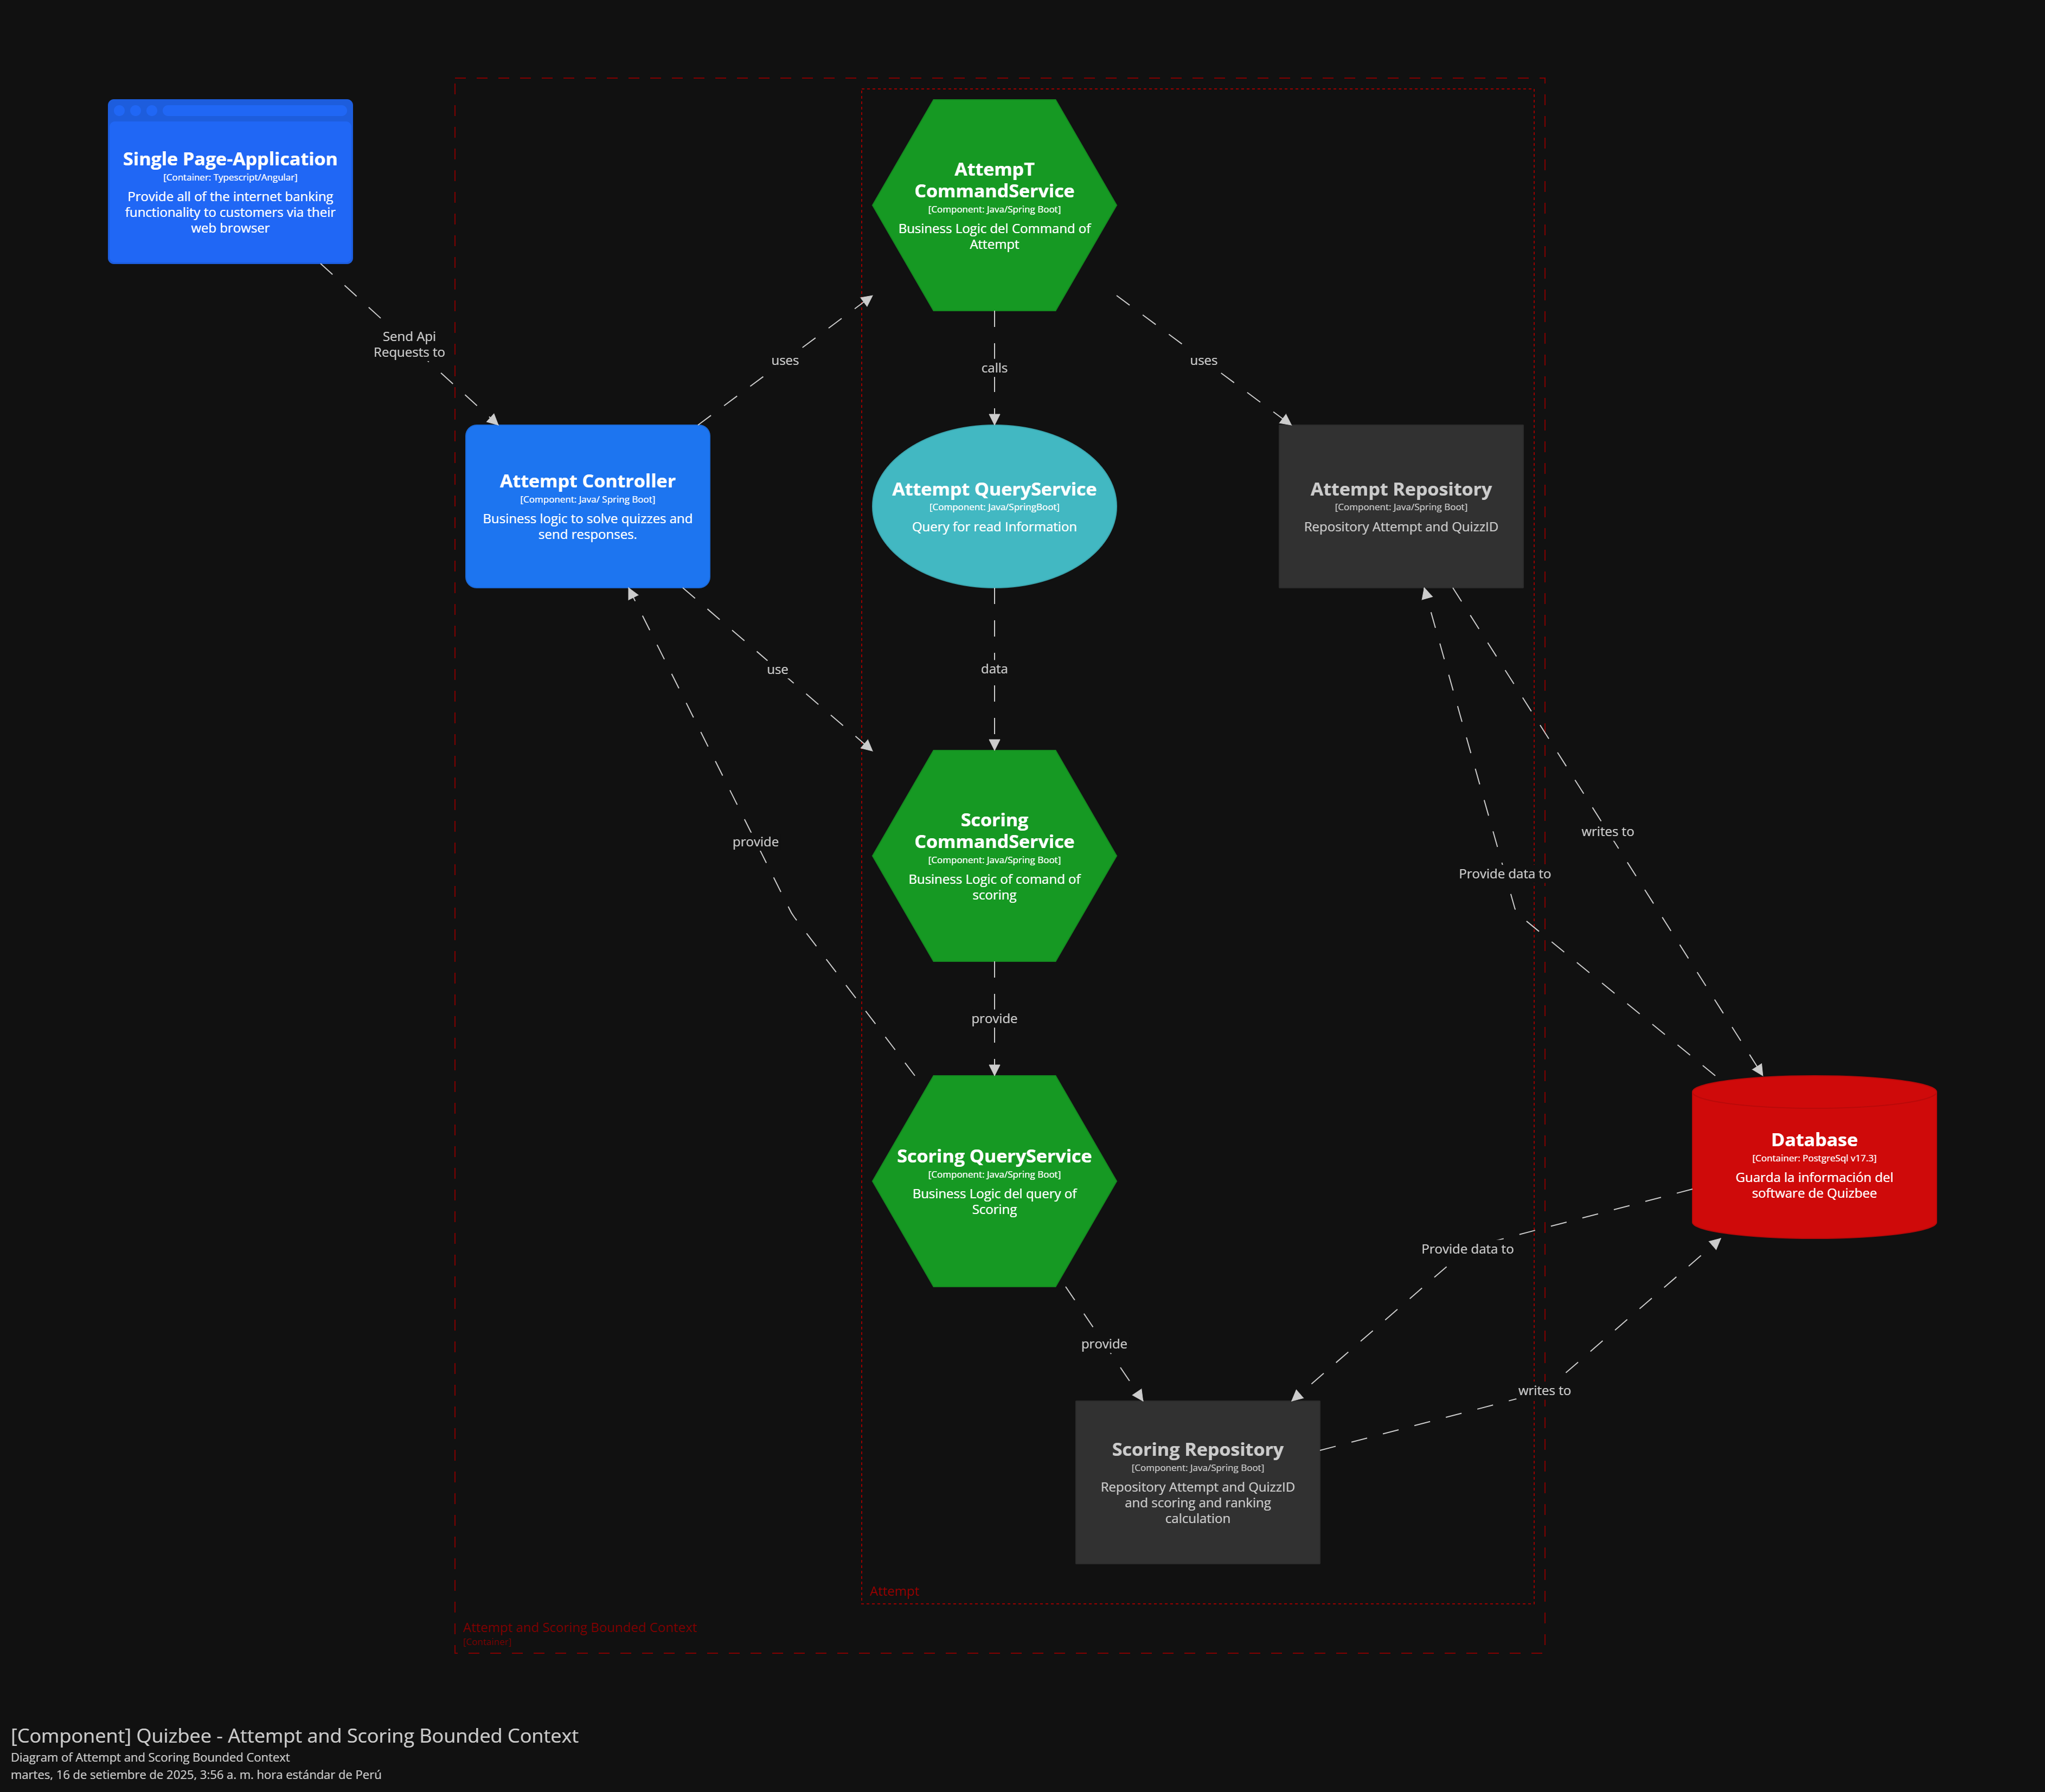 Single Page-Application
[Container: Typescript/Angular]
Provide all of the internet banking
functionality to customers via their
web browser
Send Api
Requests to
AttempT
CommandService
[Component: Java/Spring Boot]
Business Logic del Command of
Attempt
uses
calls
uses
Attempt Controller
[Component: Java/ Spring Boot]
Business logic to solve quizzes and
send responses.
Attempt QueryService
[Component: Java/SpringBoot]
Query for read Information
Attempt Repository
[Component: Java/Spring Boot]
Repository Attempt and QuizzID
use
data
provide
writes to
Provide data to
Scoring
CommandService
[Component: Java/Spring Boot]
Business Logic of comand of
scoring
provide
Scoring QueryService
[Component: Java/Spring Boot]
Business Logic del query of
Scoring
Database
[Container: PostgreSql v17.3]
Guarda la información del
software de Quizbee
Provide data to
provide
writes to
Scoring Repository
[Component: Java/Spring Boot]
Repository Attempt and QuizzID
and scoring and ranking
calculation
Attempt
Attempt and Scoring Bounded Context
[Container]
[Component] Quizbee - Attempt and Scoring Bounded Context
Diagram of Attempt and Scoring Bounded Context
martes, 16 de setiembre de 2025, 3:56 a. m. hora estándar de Perú